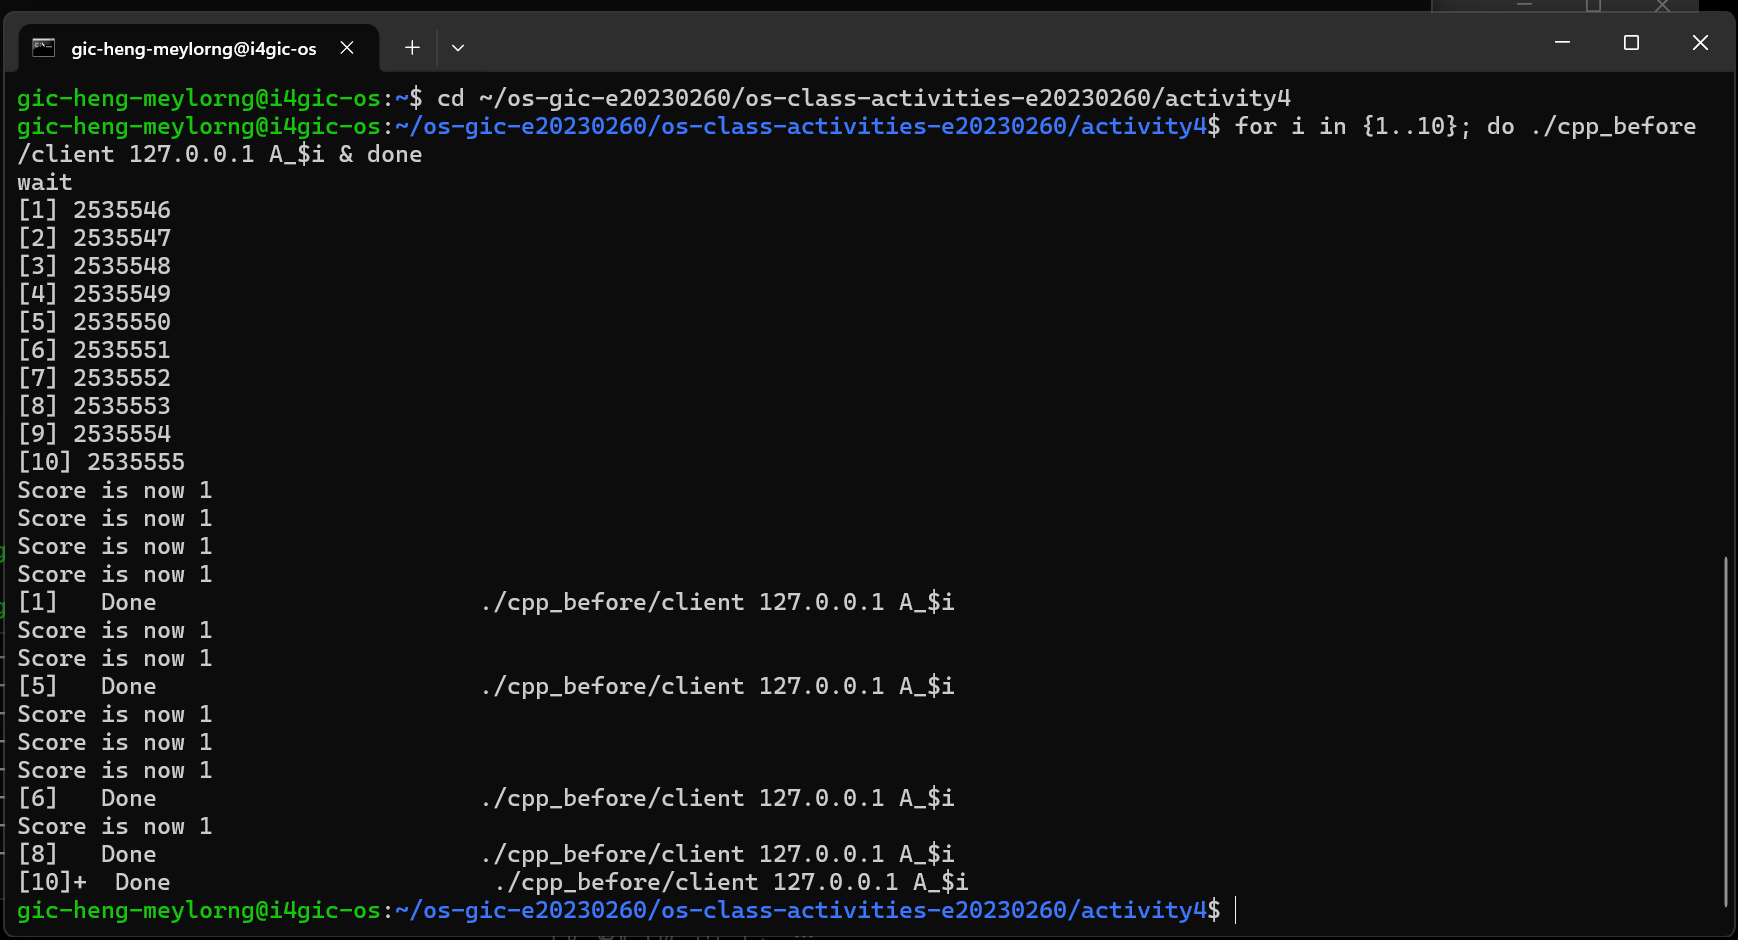 gic-heng-meylorng@i4gic-os
gic-heng-meylorng@i4gic-os:~$ cd ~/os-gic-e20230260/os-class-activities-e20230260/activity4
gic-heng-meylorng@i4gic-os:~/os-gic-e20230260/os-class-activities-e20230260/activity4$ for i in {1..10}; do ./cpp_before
/client 127.0.0.1 A_$i & done
wait
[1] 2535546
[2] 2535547
[3] 2535548
[4] 2535549
[5] 2535550
[6] 2535551
[7] 2535552
[8] 2535553
[9] 2535554
[10] 2535555
Score is now 1
Score is now 1
Score is now 1
Score is now 1
[1]   Done                       ./cpp_before/client 127.0.0.1 A_$i
Score is now 1
Score is now 1
[5]   Done                       ./cpp_before/client 127.0.0.1 A_$i
Score is now 1
Score is now 1
Score is now 1
[6]   Done                       ./cpp_before/client 127.0.0.1 A_$i
Score is now 1
[8]   Done                       ./cpp_before/client 127.0.0.1 A_$i
[10]+  Done                       ./cpp_before/client 127.0.0.1 A_$i
gic-heng-meylorng@i4gic-os:~/os-gic-e20230260/os-class-activities-e20230260/activity4$